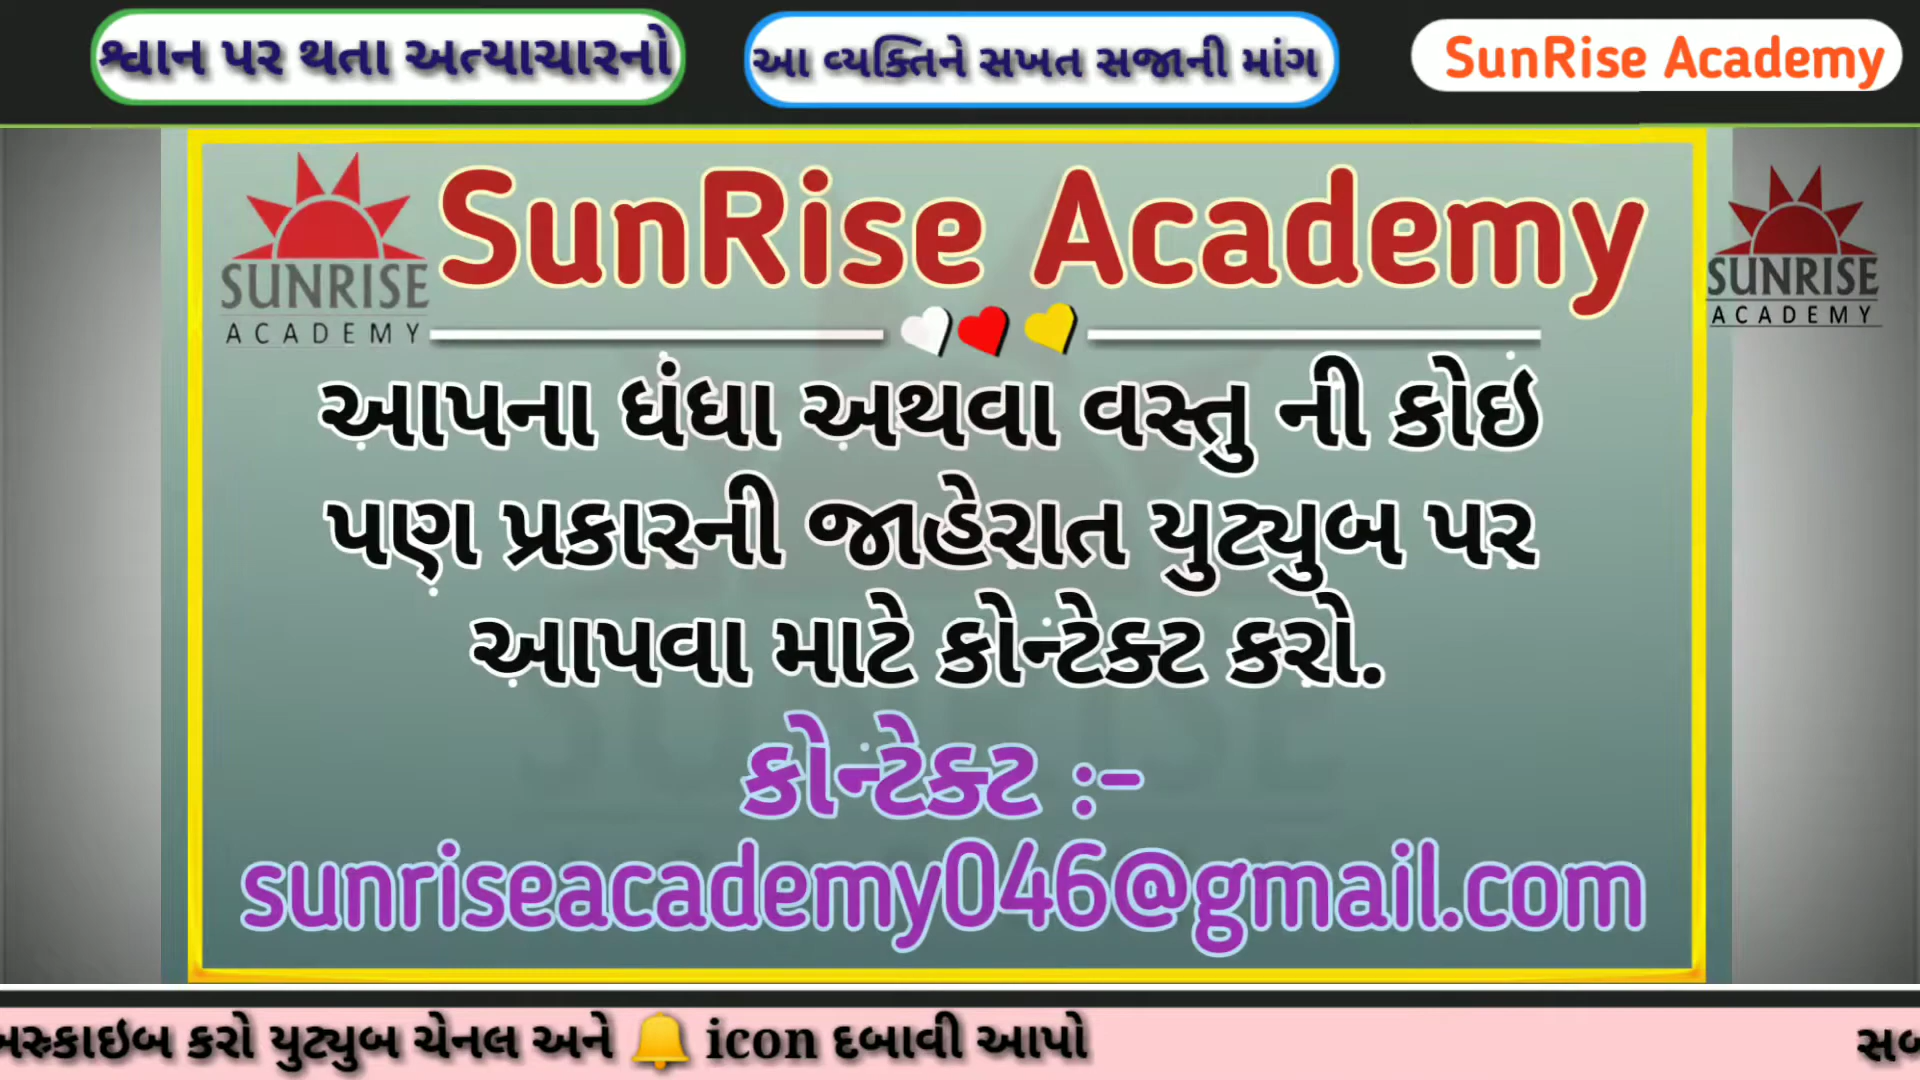 શ્વાન પર થતા અત્યાચારનો
આ વ્યક્તિને સખત સજાની માંગ
SunRise Academy
SUNRISE
ACADEMY
SunRise Academy
SUNRISE
ACADEMY
આપના ધંધા અથવા વસ્તુ ની કોઇ
પણ પ્રકારની જાહેરાત યુટ્યુબ પર
આપવા માટે કોન્ટેક્ટ કરો.
કોન્ટેક્ટ :-
sunriseacademy046@gmail.com
કરો યુટ્યુબ ચેનલ અને 🔔 icon દબાવી આપો